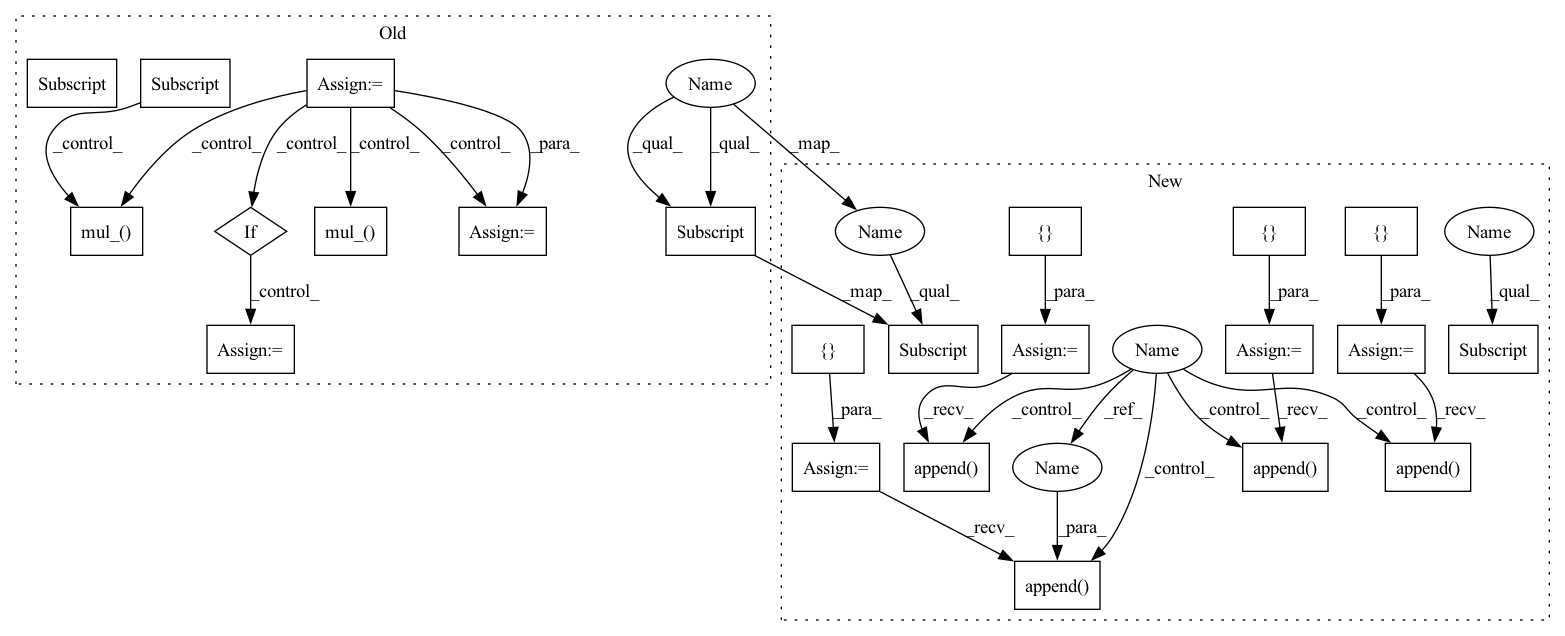 Old
Subscript
Subscript
Assign:=
Name
_control_
_control_
_control_
_control_
_control_
_para_
_qual_
_qual_
_map_
New
mul_()
If
mul_()
Assign:=
Subscript
Name
{}
{}
{}
Name
_control_
_map_
_qual_
_para_
_para_
_para_
_qual_
Assign:=
{}
Subscript
Assign:=
Name
Assign:=
Assign:=
Subscript
_para_
_recv_
_control_
_ref_
_control_
_recv_
_control_
_recv_
Assign:=
append()
Name
_control_
append()
append()
_recv_
_para_
append()